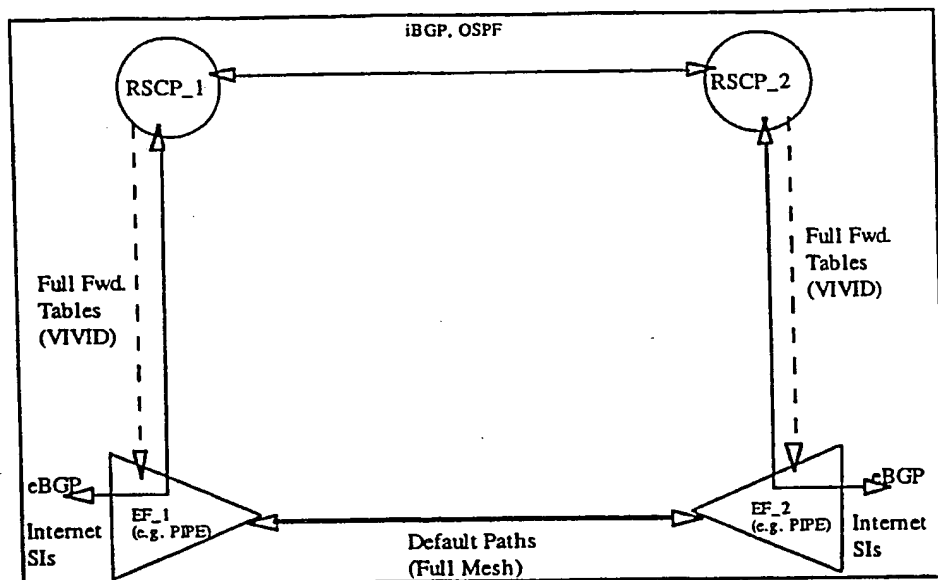 iBGP, OSPF
RSCP_1
RSCP_2
Full Fwd.
Tables
(VIVID)
Full Fwd.
Tables
(VIVID)
eBGP
Internet
SIs
EF_1
(e.g. PIPE)
Default Paths
(Full Mesh)
EF_2
(e.g. PIPE)
eBGP
Internet
SIs